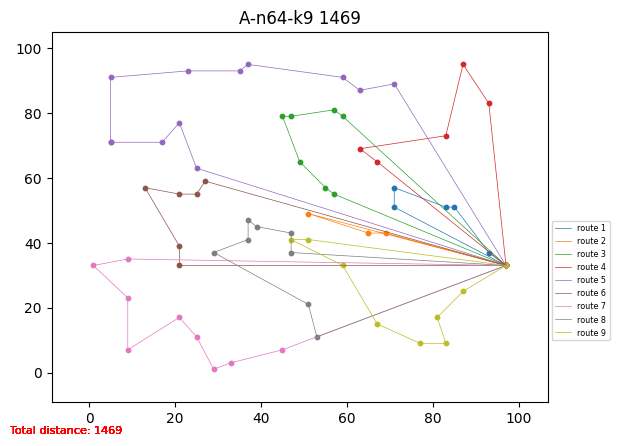 A-n64-k9 1469
100
80
60
40
20
0
0 20 40 60 80 100
route 1
route 2
route 3
route 4
route 5
route 6
route 7
route 8
route 9
Total distance: 1469